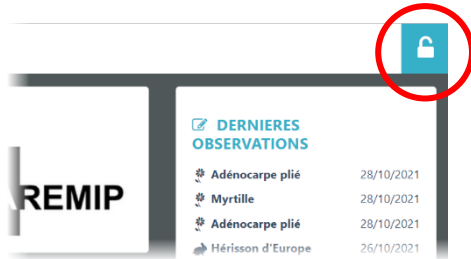 DERNIERES
OBSERVATIONS
Adénocarpe plié 28/10/2021
Myrtille 28/10/2021
Adénocarpe plié 28/10/2021
Hérisson d'Europe 26/10/2021
REMIP